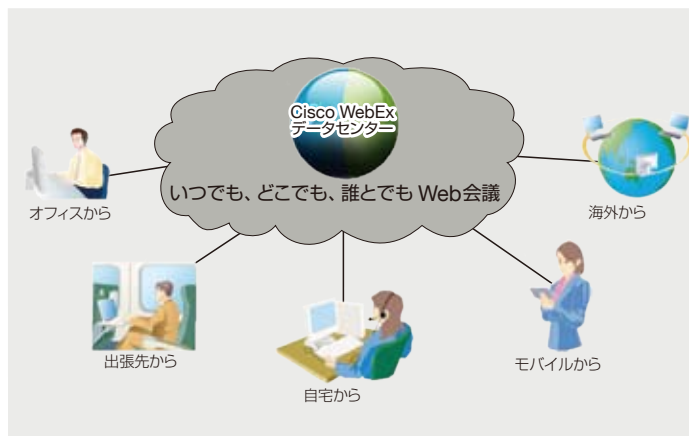 Cisco WebEx
データセンター
いつでも、どこでも、誰とでも Web会議
オフィスから
海外から
出張先から
自宅から
モバイルから